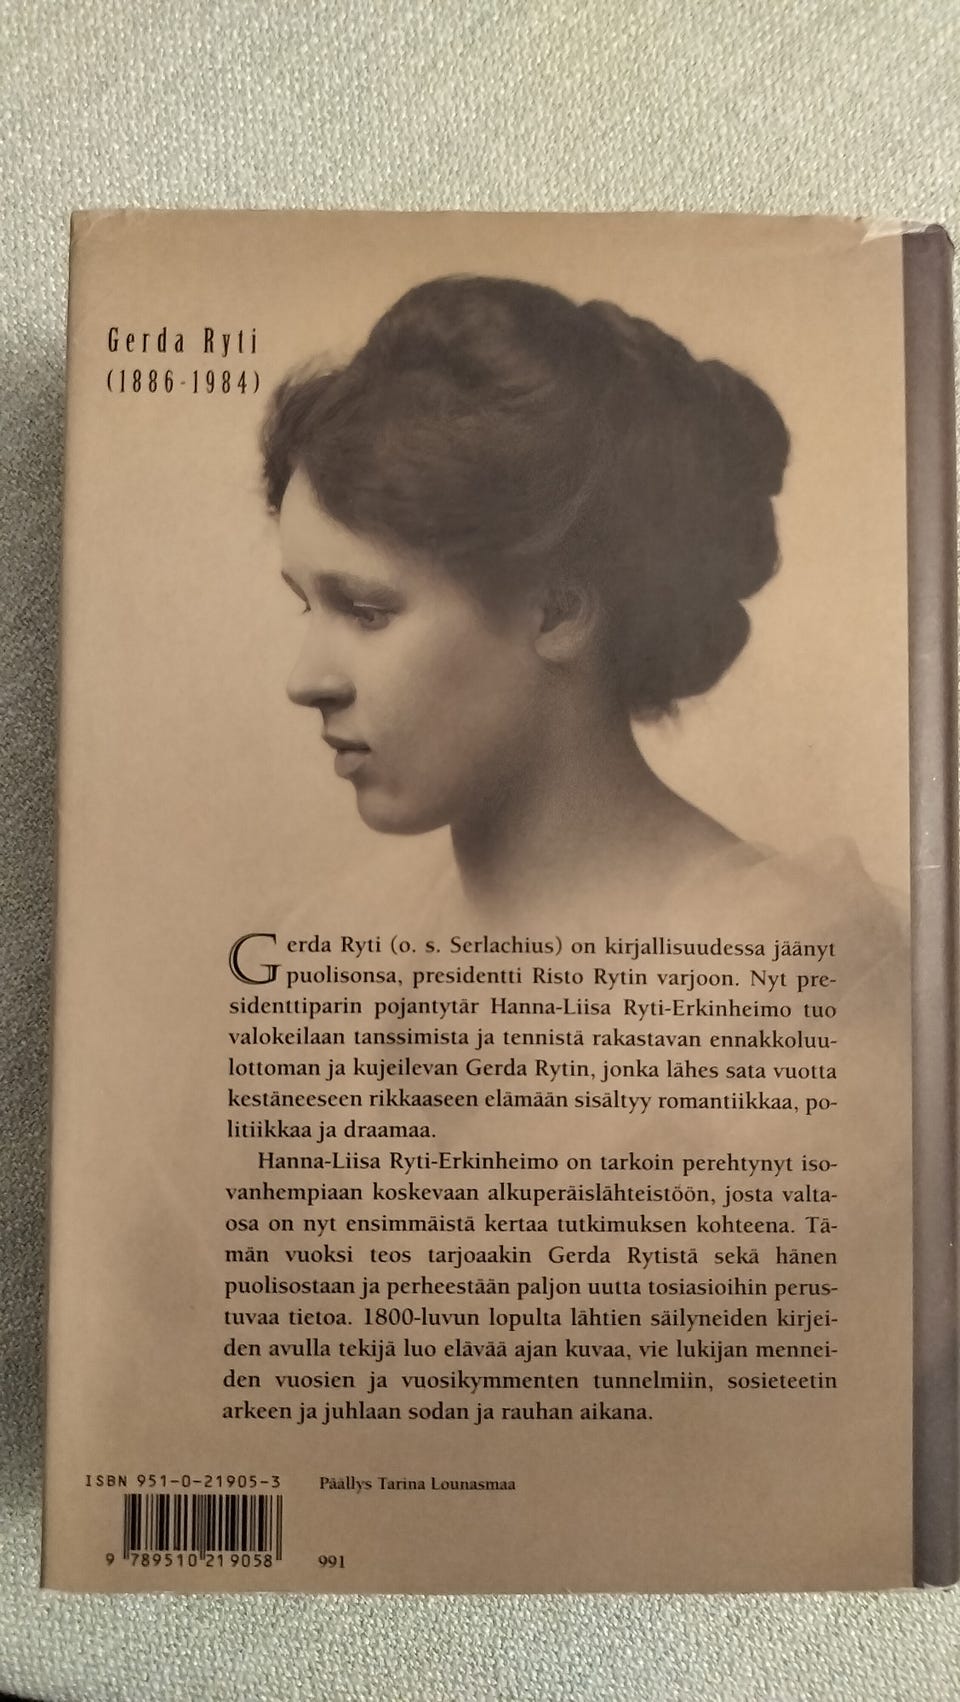 Gerda Ryti
(1886-1984)
Gerda Ryti (o. s. Serlachius) on kirjallisuudessa jäänyt
puolisonsa, presidentti Risto Rytin varjoon. Nyt pre-
sidenttiparin pojantytär Hanna-Liisa Ryti-Erkinheimo tuo
valokeilaan tanssimista ja tennistä rakastavan ennakkoluu-
lottoman ja kujeilevan Gerda Rytin, jonka lähes sata vuotta
kestäneeseen rikkaaseen elämään sisältyy romantiikkaa, po-
litiikkaa ja draamaa.
Hanna-Liisa Ryti-Erkinheimo on tarkoin perehtynyt iso-
vanhempiaan koskevaan alkuperäislähteistöön, josta valta-
osa on nyt ensimmäistä kertaa tutkimuksen kohteena. Tä-
män vuoksi teos tarjoaakin Gerda Rytistä sekä hänen
puolisostaan ja perheestään paljon uutta tosiasioihin perus-
tuvaa tietoa. 1800-luvun lopulta lähtien säilyneiden kirjei-
den avulla tekijä luo elävää ajan kuvaa, vie lukijan mennei-
den vuosien ja vuosikymmenten tunnelmiin, sosieteetin
arkeen ja juhlaan sodan ja rauhan aikana.
ISBN 951-0-21905-3
Päällys Tarina Lounasmaa
9 789510 219058
991